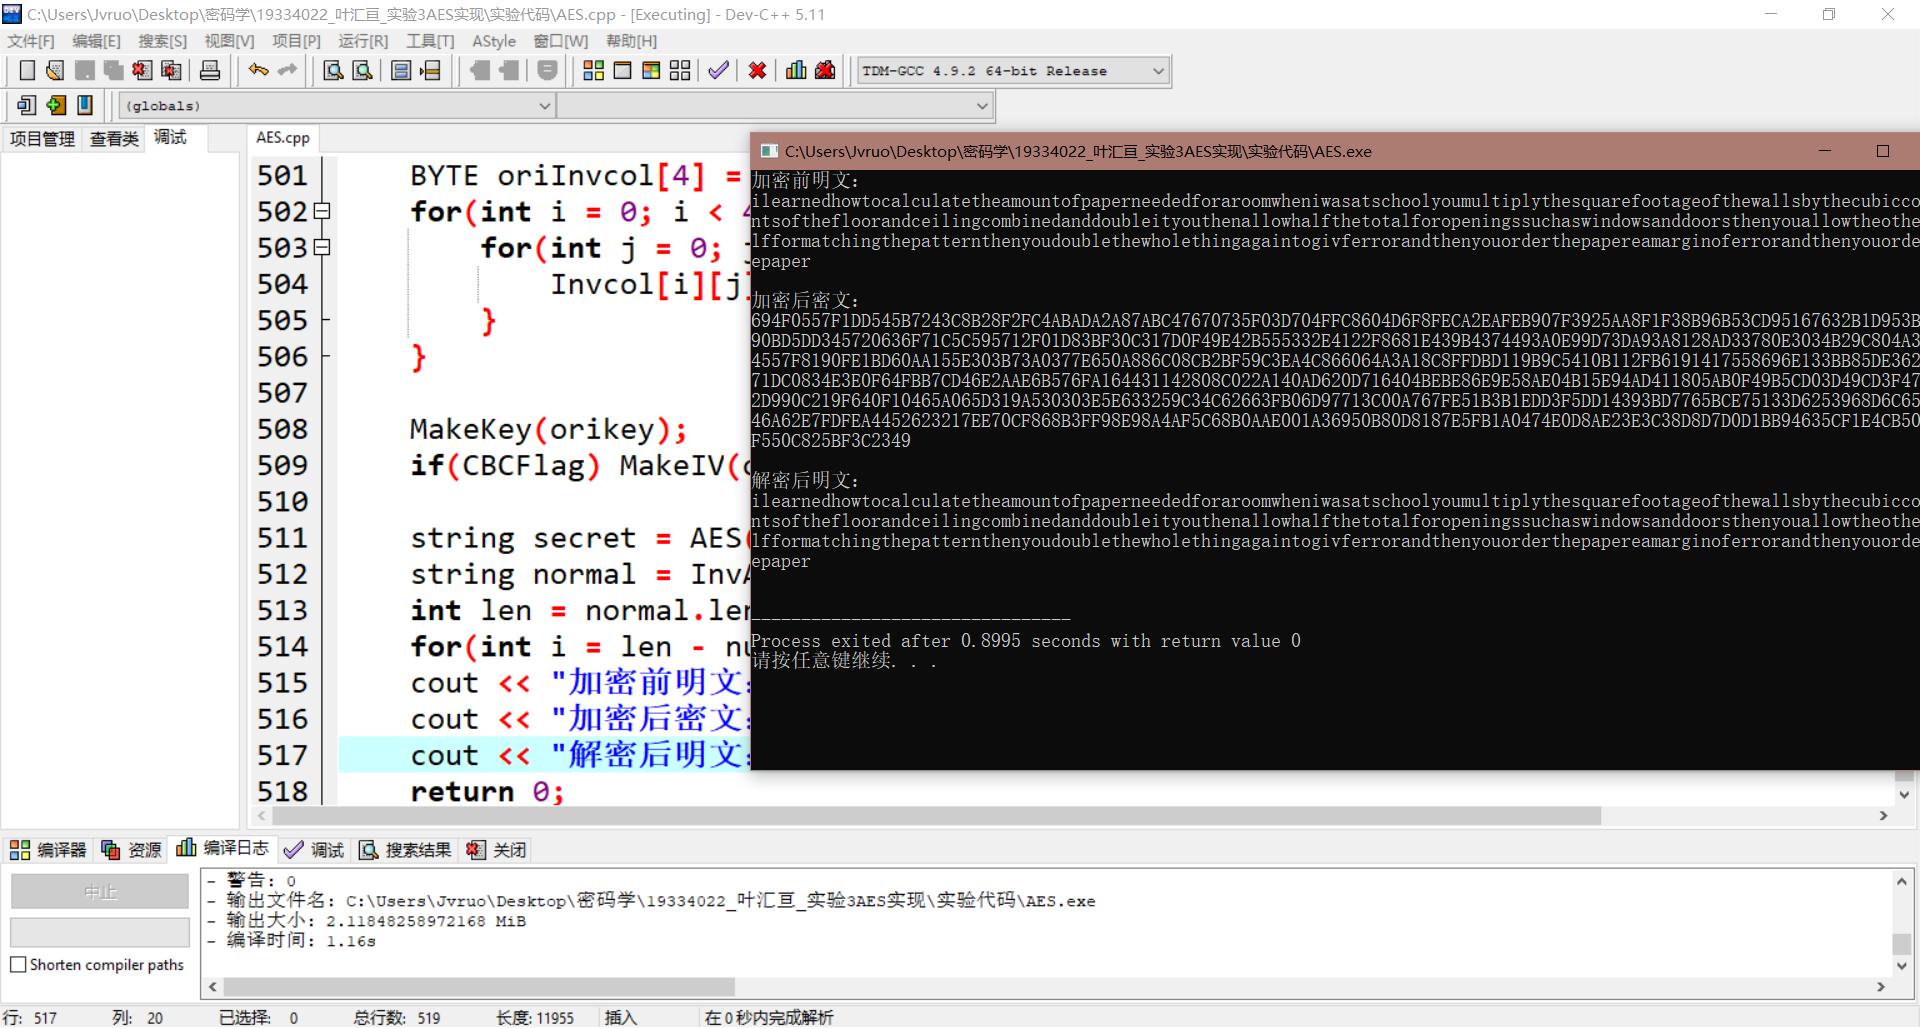 C:\Users\Jvruo\Desktop\密码学\19334022_叶汇亘_实验3AES实现\实验代码\AES.cpp - [Executing] - Dev-C++ 5.11
文件[F] 编辑[E] 搜索[S] 视图[V] 项目[P] 运行[R] 工具[T] AStyle 窗口[W] 帮助[H]
TDM-GCC 4.9.2 64-bit Release
(globals)
项目管理 查看类 调试
AES.cpp
501 BYTE oriInvcol[4] =
502 for(int i = 0; i < 4
503 for(int j = 0; j
504 Invcol[i][j]
505 }
506 }
507
508 MakeKey(orikey);
509 if(CBCFlag) MakeIV(
510
511 string secret = AES(
512 string normal = InvA
513 int len = normal.len
514 for(int i = len - nu
515 cout << "加密前明文:
516 cout << "加密后密文:
517 cout << "解密后明文:
518 return 0;
C:\Users\Jvruo\Desktop\密码学\19334022_叶汇亘_实验3AES实现\实验代码\AES.exe
加密前明文:
ilearnedhowtocalculatetheamountofpaperneededforaroomwheniwasatschoolyoumultiplythesquarefootageofthewallsbythecubicco
ntsofthefloorandceilingcombinedanddoubleityouthenallowhalfthetotalforopeningssuchaswindowsanddoorsthenyouallowtheothe
lfformatchingthepatternthenyoudoublethewholethingagaintogivferrorandthenyouorderthepapereamarginoferrorandthenyouorde
epaper
加密后密文:
694F0557F1DD545B7243C8B28F2FC4ABADA2A87ABC47670735F03D704FFC8604D6F8FECA2EAFEB907F3925AA8F1F38B96B53CD95167632B1D953B
90BD5DD345720636F71C5C595712F01D83BF30C317D0F49E42B555332E4122F8681E439B4374493A0E99D73DA93A8128AD33780E3034B29C804A3
4557F8190FE1BD60AA155E303B73A0377E650A886C08CB2BF59C3EA4C866064A3A18C8FFDBD119B9C5410B112FB6191417558696E133BB85DE362
71DC0834E3E0F64FBB7CD46E2AAE6B576FA164431142808C022A140AD620D716404BEBE86E9E58AE04B15E94AD411805AB0F49B5CD03D49CD3F47
2D990C219F640F10465A065D319A530303E5E633259C34C62663FB06D97713C00A767FE51B3B1EDD3F5DD14393BD7765BCE75133D6253968D6C65
46A62E7FDFEA4452623217EE70CF868B3FF98E98A4AF5C68B0AAE001A36950B80D8187E5FB1A0474E0D8AE23E3C38D8D7D0D1BB94635CF1E4CB50
F550C825BF3C2349
解密后明文:
ilearnedhowtocalculatetheamountofpaperneededforaroomwheniwasatschoolyoumultiplythesquarefootageofthewallsbythecubicco
ntsofthefloorandceilingcombinedanddoubleityouthenallowhalfthetotalforopeningssuchaswindowsanddoorsthenyouallowtheothe
lfformatchingthepatternthenyoudoublethewholethingagaintogivferrorandthenyouorderthepapereamarginoferrorandthenyouorde
epaper
--------------------------------
Process exited after 0.8995 seconds with return value 0
请按任意键继续. . .
编译器 资源 编译日志 调试 搜索结果 关闭
中止
Shorten compiler paths
- 警告: 0
- 输出文件名: C:\Users\Jvruo\Desktop\密码学\19334022_叶汇亘_实验3AES实现\实验代码\AES.exe
- 输出大小: 2.11848258972168 MiB
- 编译时间: 1.16s
行: 517 列: 20 已选择: 0 总行数: 519 长度: 11955 插入 在 0 秒内完成解析